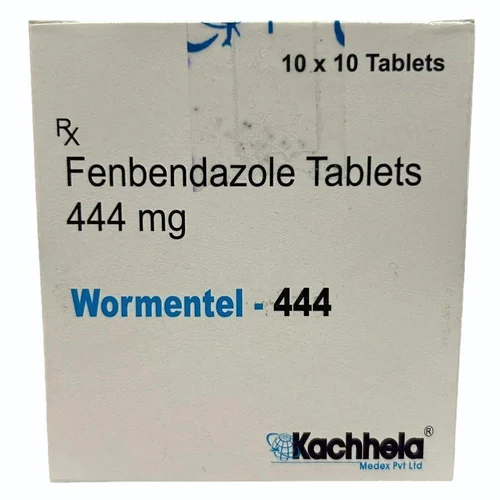 10 x 10 Tablets
Rx
Fenbendazole Tablets
444 mg
Wormentel - 444
Kachhela®
Medex Pvt Ltd